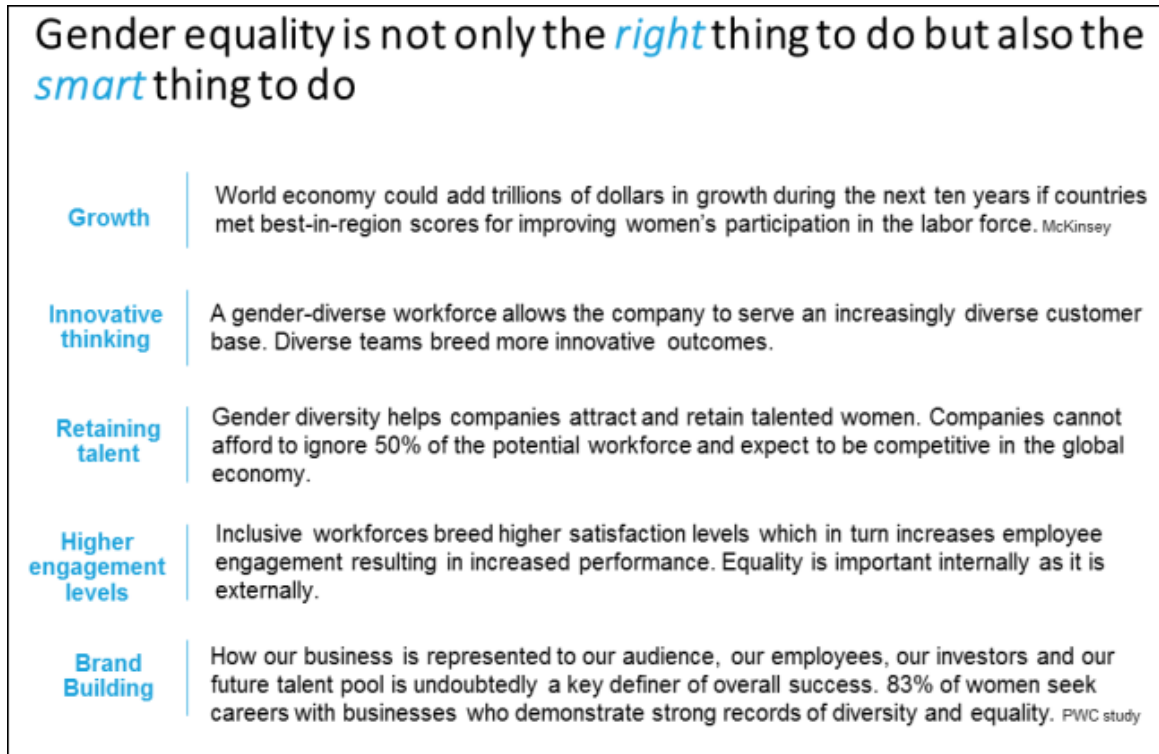 Gender equality is not only the right thing to do but also the
smart thing to do
Growth
World economy could add trillions of dollars in growth during the next ten years if countries
met best-in-region scores for improving women's participation in the labor force. McKinsey
Innovative
thinking
A gender-diverse workforce allows the company to serve an increasingly diverse customer
base. Diverse teams breed more innovative outcomes.
Retaining
talent
Gender diversity helps companies attract and retain talented women. Companies cannot
afford to ignore 50% of the potential workforce and expect to be competitive in the global
economy.
Higher
engagement
levels
Inclusive workforces breed higher satisfaction levels which in turn increases employee
engagement resulting in increased performance. Equality is important internally as it is
externally.
Brand
Building
How our business is represented to our audience, our employees, our investors and our
future talent pool is undoubtedly a key definer of overall success. 83% of women seek
careers with businesses who demonstrate strong records of diversity and equality. PWC study